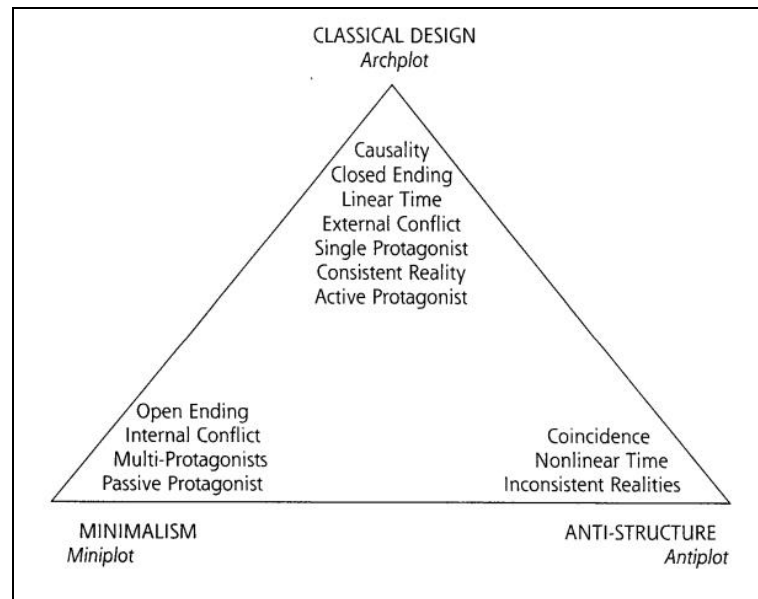 CLASSICAL DESIGN
Archplot
Causality
Closed Ending
Linear Time
External Conflict
Single Protagonist
Consistent Reality
Active Protagonist
Open Ending
Internal Conflict
Multi-Protagonists
Passive Protagonist
Coincidence
Nonlinear Time
Inconsistent Realities
MINIMALISM
Miniplot
ANTI-STRUCTURE
Antiplot